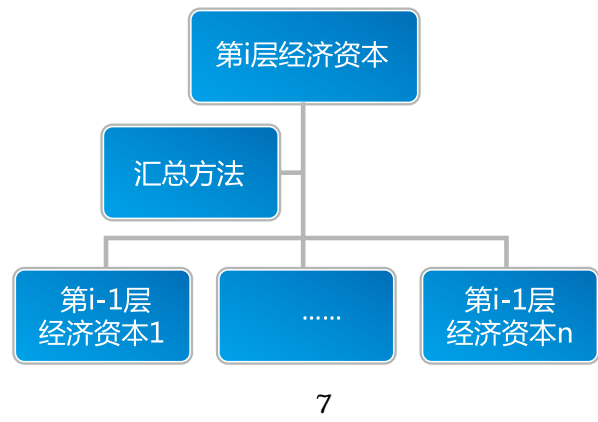 第i层经济资本
汇总方法
第i-1层
经济资本1
……
第i-1层
经济资本n
7